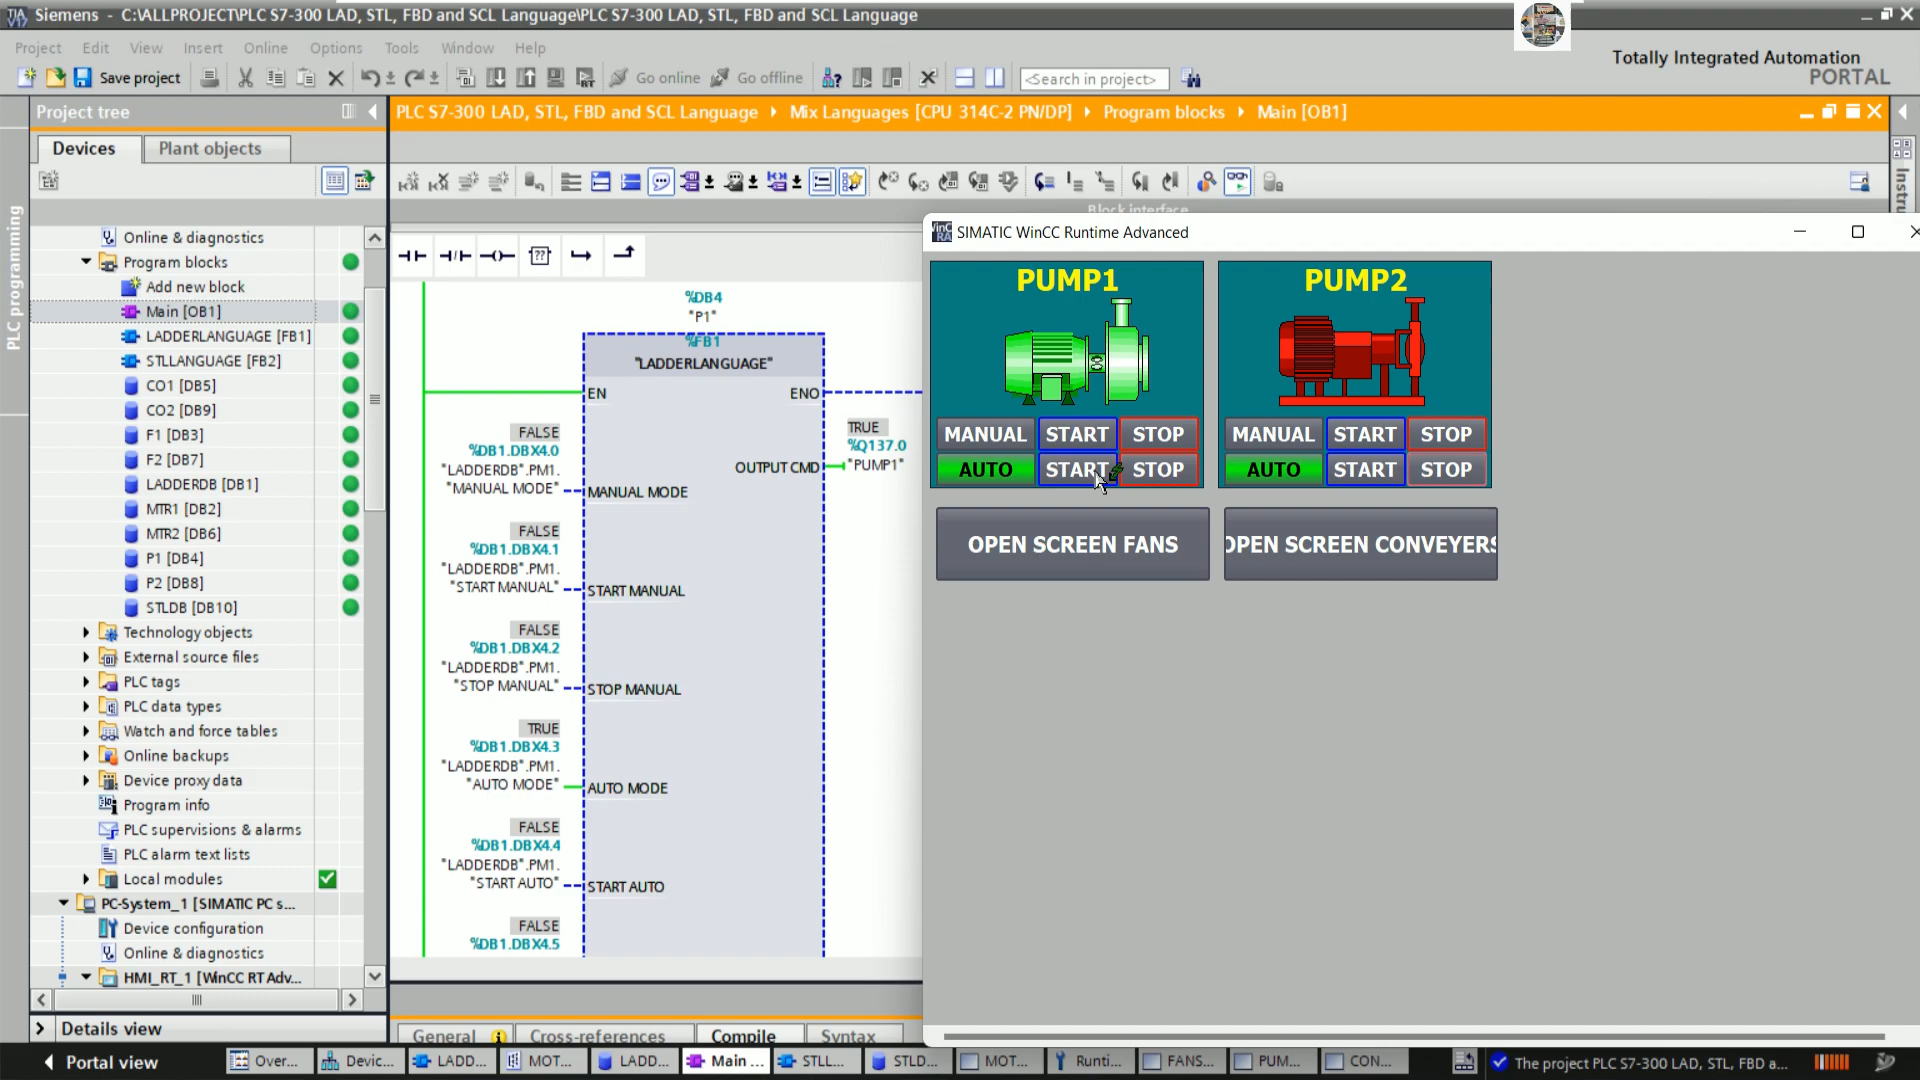 Siemens - C:\ALLPROJECT\PLC S7-300 LAD, STL, FBD and SCL Language\PLC S7-300 LAD, STL, FBD and SCL Language
Project Edit View Insert Online Options Tools Window Help
Totally Integrated Automation
PORTAL
Save project
Go online
Go offline
<Search in project>
Project tree
PLC S7-300 LAD, STL, FBD and SCL Language
Mix Languages [CPU 314C-2 PN/DP]
Program blocks
Main [OB1]
Devices
Plant objects
PLC programming
Block interface
Online & diagnostics
Program blocks
Add new block
Main [OB1]
LADDERLANGUAGE [FB1]
STLLANGUAGE [FB2]
CO1 [DB5]
CO2 [DB9]
F1 [DB3]
F2 [DB7]
LADDERDB [DB1]
MTR1 [DB2]
MTR2 [DB6]
P1 [DB4]
P2 [DB8]
STLDB [DB10]
Technology objects
External source files
PLC tags
PLC data types
Watch and force tables
Online backups
Device proxy data
Program info
PLC supervisions & alarms
PLC alarm text lists
Local modules
PC-System_1 [SIMATIC PC s...
Device configuration
Online & diagnostics
HMI_RT_1 [WinCC RT Adv...
Details view
??
%DB4
"P1"
%FB1
"LADDERLANGUAGE"
EN
ENO
FALSE
%DB1.DBX4.0
"LADDERDB".PM1.
"MANUAL MODE"
MANUAL MODE
TRUE
%Q137.0
OUTPUT CMD
"PUMP1"
FALSE
%DB1.DBX4.1
"LADDERDB".PM1.
"START MANUAL"
START MANUAL
FALSE
%DB1.DBX4.2
"LADDERDB".PM1.
"STOP MANUAL"
STOP MANUAL
TRUE
%DB1.DBX4.3
"LADDERDB".PM1.
"AUTO MODE"
AUTO MODE
FALSE
%DB1.DBX4.4
"LADDERDB".PM1.
"START AUTO"
START AUTO
FALSE
%DB1.DBX4.5
General
Cross-references
Compile
Syntax
SIMATIC WinCC Runtime Advanced
PUMP1
MANUAL START STOP
AUTO START STOP
PUMP2
MANUAL START STOP
AUTO START STOP
OPEN SCREEN FANS
OPEN SCREEN CONVEYERS
Portal view
Over...
Devic...
LADD...
MOT...
LADD...
Main ...
STLL...
STLD...
MOT...
Runti...
FANS...
PUM...
CON...
The project PLC S7-300 LAD, STL, FBD a...